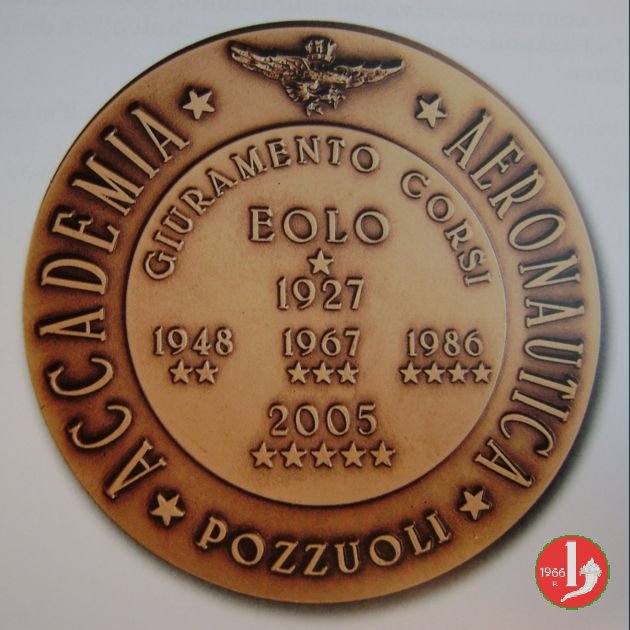 ACCADEMIA AERONAUTICA
POZZUOLI
GIURAMENTO CORSI
EOLO
1927
1948 1967 1986
2005
1966
R.